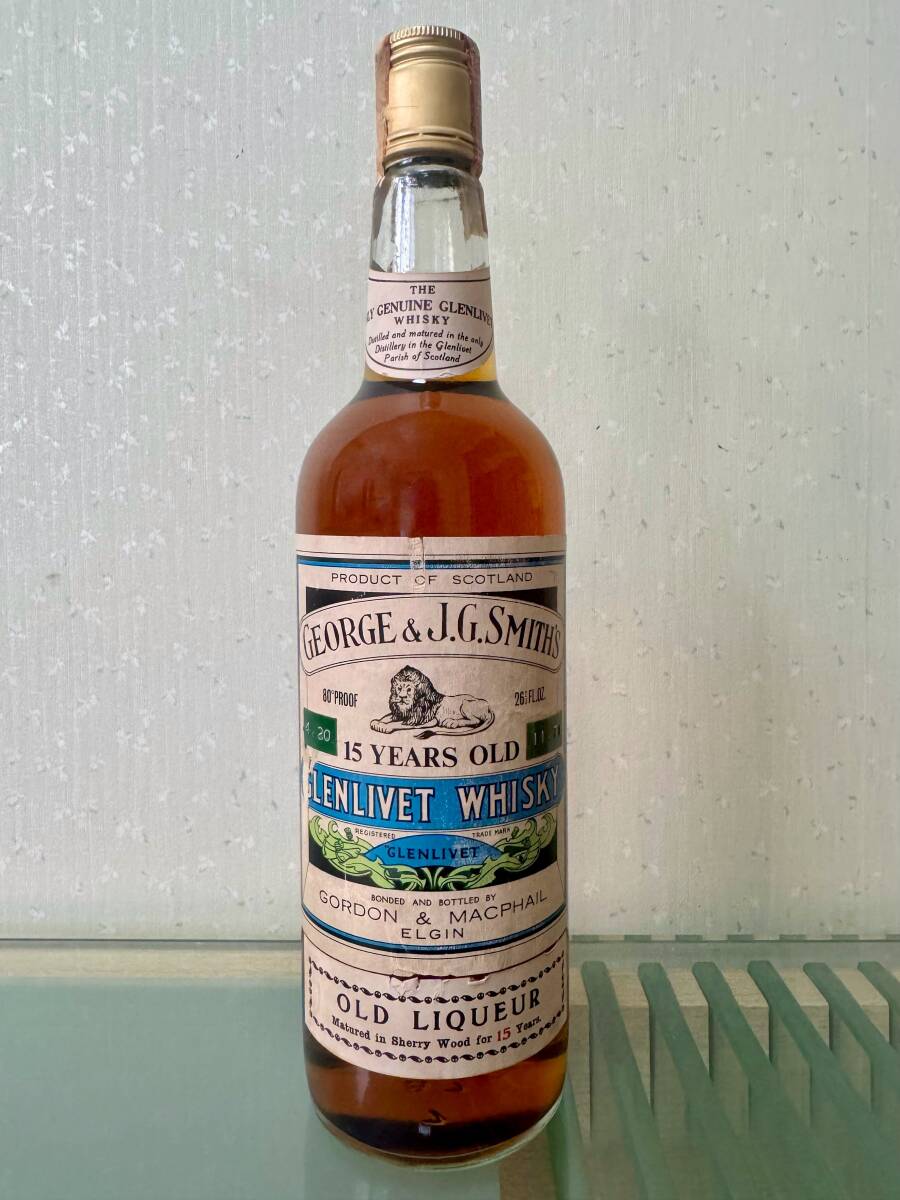 THE
GENUINE GLENLIVET
WHISKY
Distilled and matured in the only
Distillery in the Glenlivet
Parish of Scotland
PRODUCT OF SCOTLAND
GEORGE & J.G. SMITH'S
80° PROOF
26⅔ FL. OZ.
15 YEARS OLD
GLENLIVET WHISKY
REGISTERED TRADE MARK
"GLENLIVET"
BONDED AND BOTTLED BY
GORDON & MACPHAIL
ELGIN
OLD LIQUEUR
Matured in Sherry Wood for 15 Years.